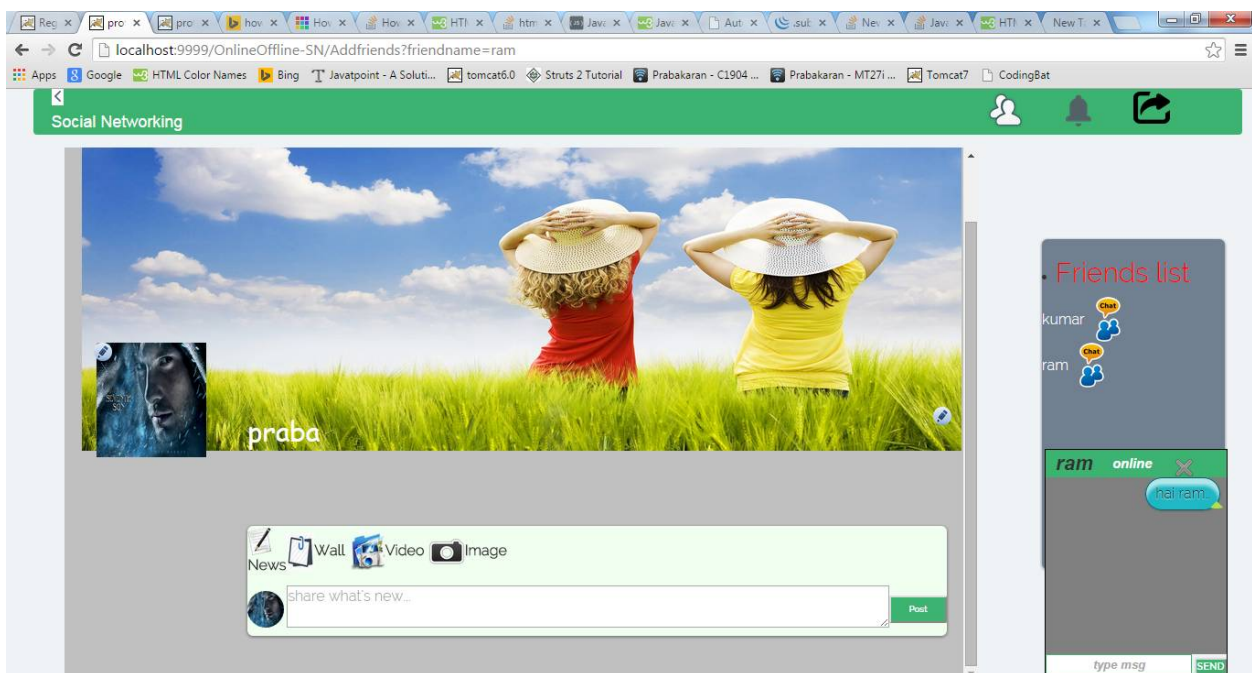 Reg
pro
pro
hov
Hov
Hov
HTI
htm
Java
Java
Aut
.sul
Nev
Java
HTI
New T
localhost:9999/OnlineOffline-SN/Addfriends?friendname=ram
Apps Google HTML Color Names Bing Javatpoint - A Soluti... tomcat6.0 Struts 2 Tutorial Prabakaran - C1904 ... Prabakaran - MT27i ... Tomcat7 CodingBat
Social Networking
praba
News Wall Video Image
share what's new...
Post
Friends list
kumar Chat
ram Chat
ram online
hai ram..
type msg SEND